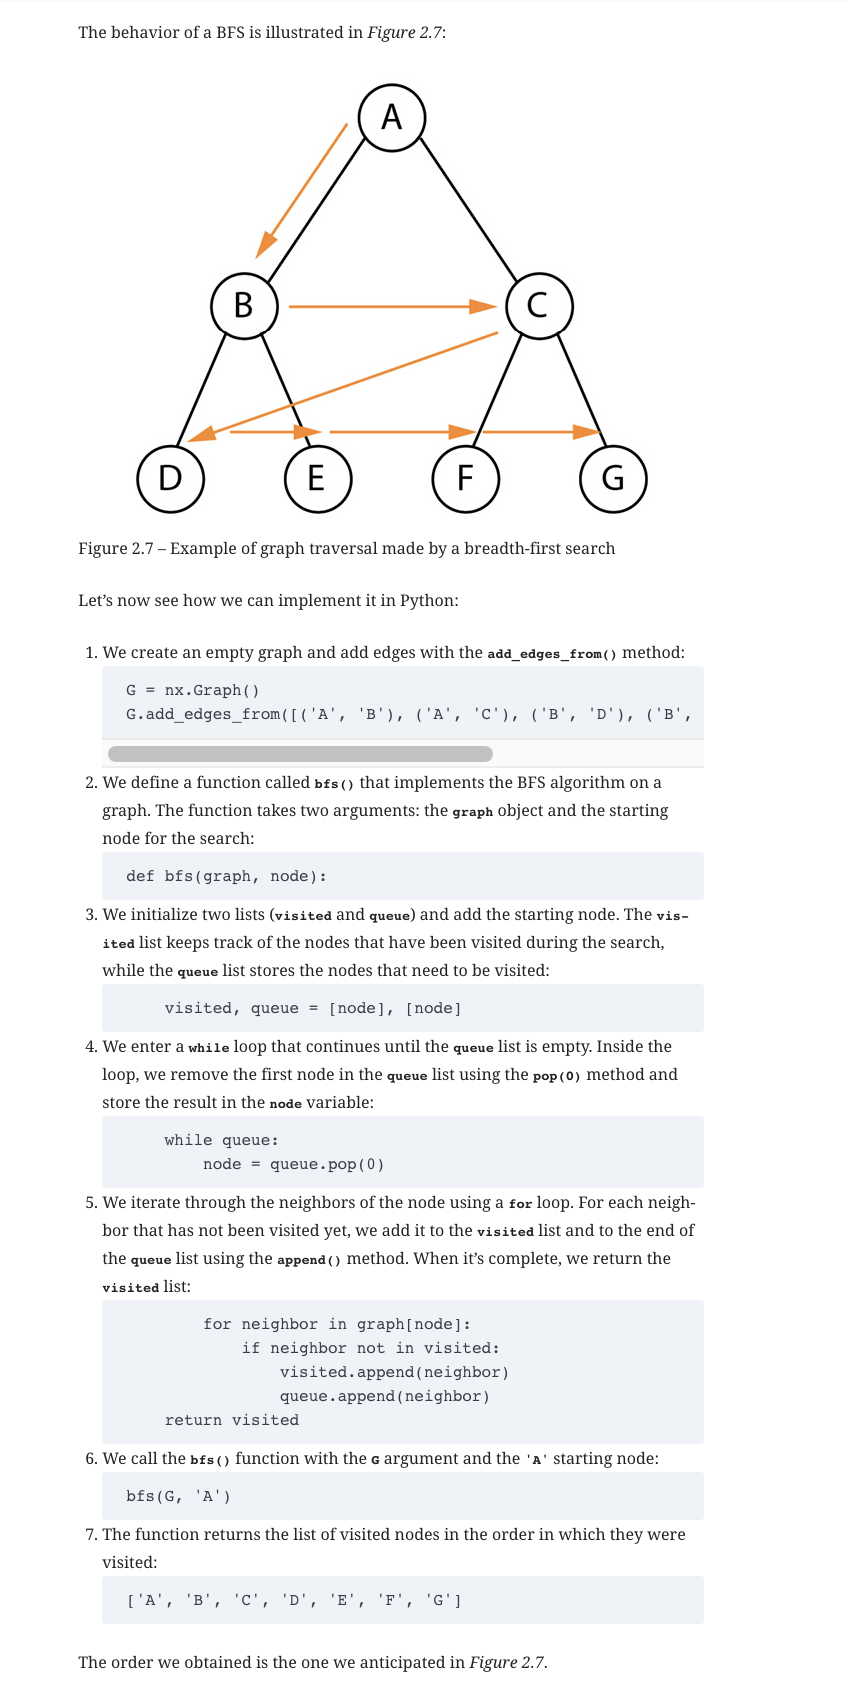 The behavior of a BFS is illustrated in Figure 2.7:
A
B
C
D
E
F
G
Figure 2.7 – Example of graph traversal made by a breadth-first search
Let’s now see how we can implement it in Python:
1. We create an empty graph and add edges with the add_edges_from() method:
G = nx.Graph()
G.add_edges_from([('A', 'B'), ('A', 'C'), ('B', 'D'), ('B',
2. We define a function called bfs() that implements the BFS algorithm on a
graph. The function takes two arguments: the graph object and the starting
node for the search:
def bfs(graph, node):
3. We initialize two lists (visited and queue) and add the starting node. The vis-
ited list keeps track of the nodes that have been visited during the search,
while the queue list stores the nodes that need to be visited:
    visited, queue = [node], [node]
4. We enter a while loop that continues until the queue list is empty. Inside the
loop, we remove the first node in the queue list using the pop(0) method and
store the result in the node variable:
    while queue:
        node = queue.pop(0)
5. We iterate through the neighbors of the node using a for loop. For each neigh-
bor that has not been visited yet, we add it to the visited list and to the end of
the queue list using the append() method. When it’s complete, we return the
visited list:
        for neighbor in graph[node]:
            if neighbor not in visited:
                visited.append(neighbor)
                queue.append(neighbor)
    return visited
6. We call the bfs() function with the G argument and the 'A' starting node:
bfs(G, 'A')
7. The function returns the list of visited nodes in the order in which they were
visited:
['A', 'B', 'C', 'D', 'E', 'F', 'G']
The order we obtained is the one we anticipated in Figure 2.7.